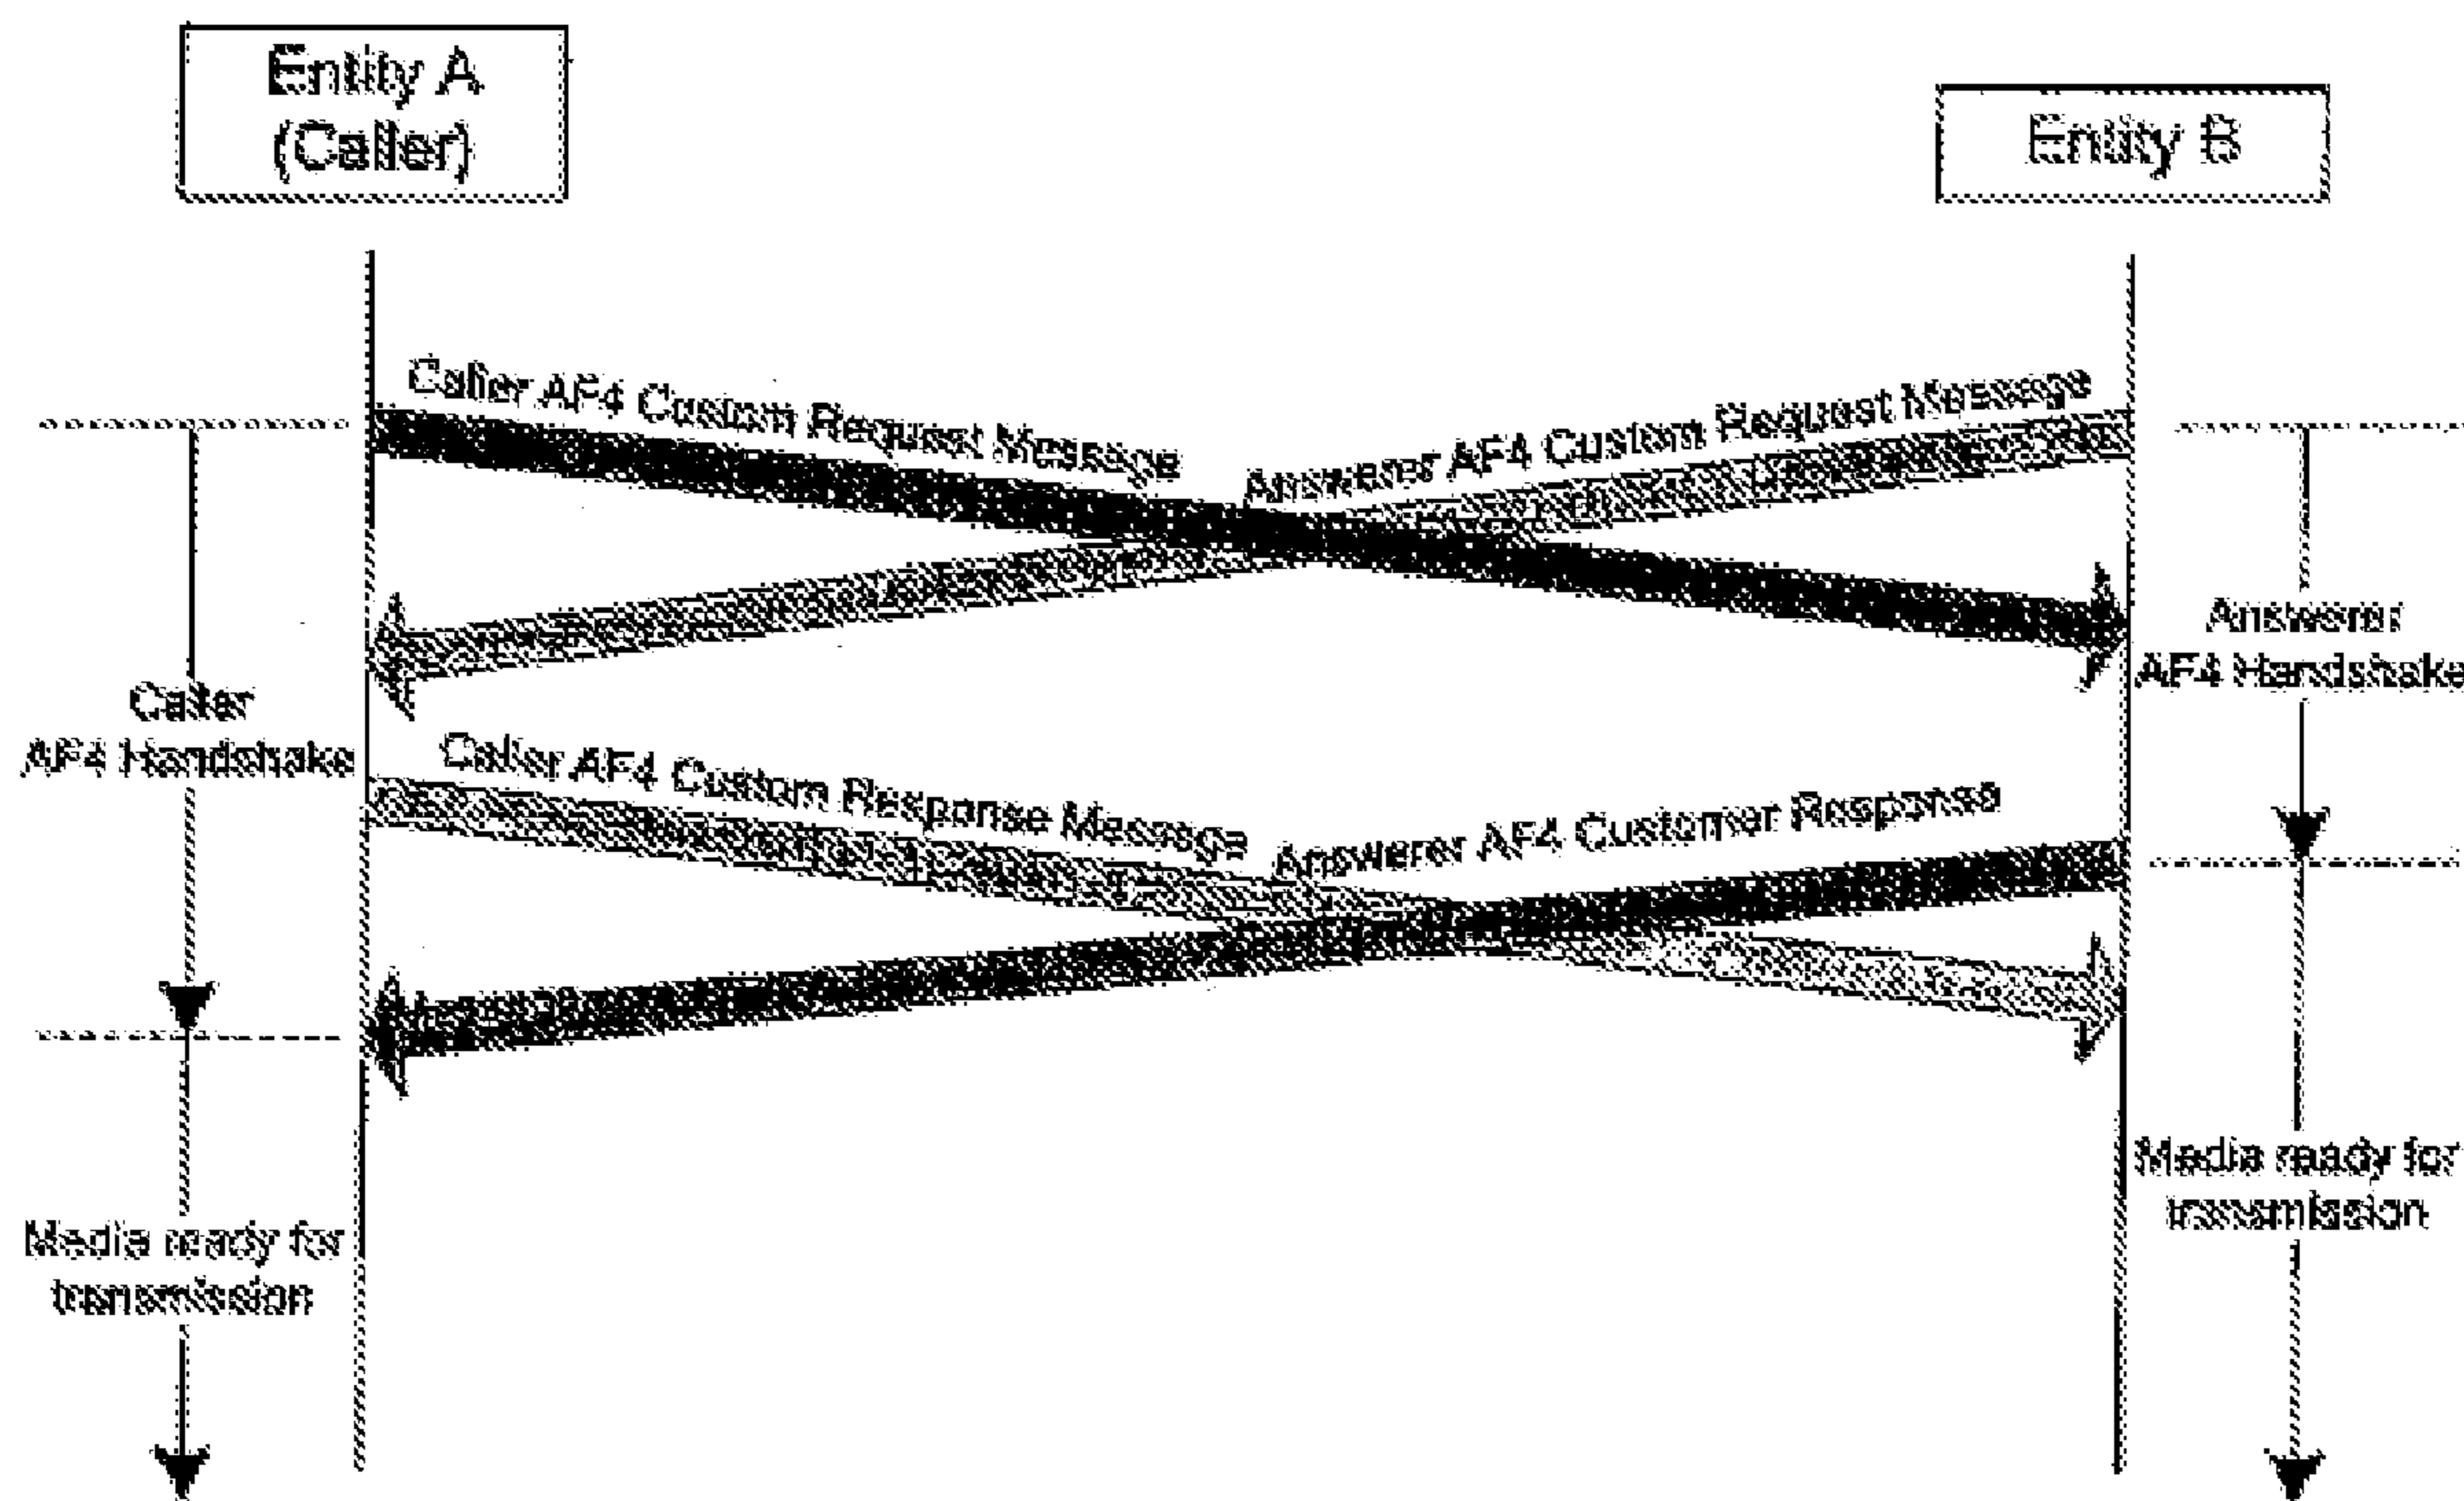 Entity A
(Caller)
Entity B
Caller AF4 Custom Request Message
Answerer AF4 Custom Request Message
Answerer
AF4 Handshake
Caller
AF4 Handshake
Caller AF4 Custom Response Message
Answerer AF4 Customer Response
Media ready for
transmission
Media ready for
transmission